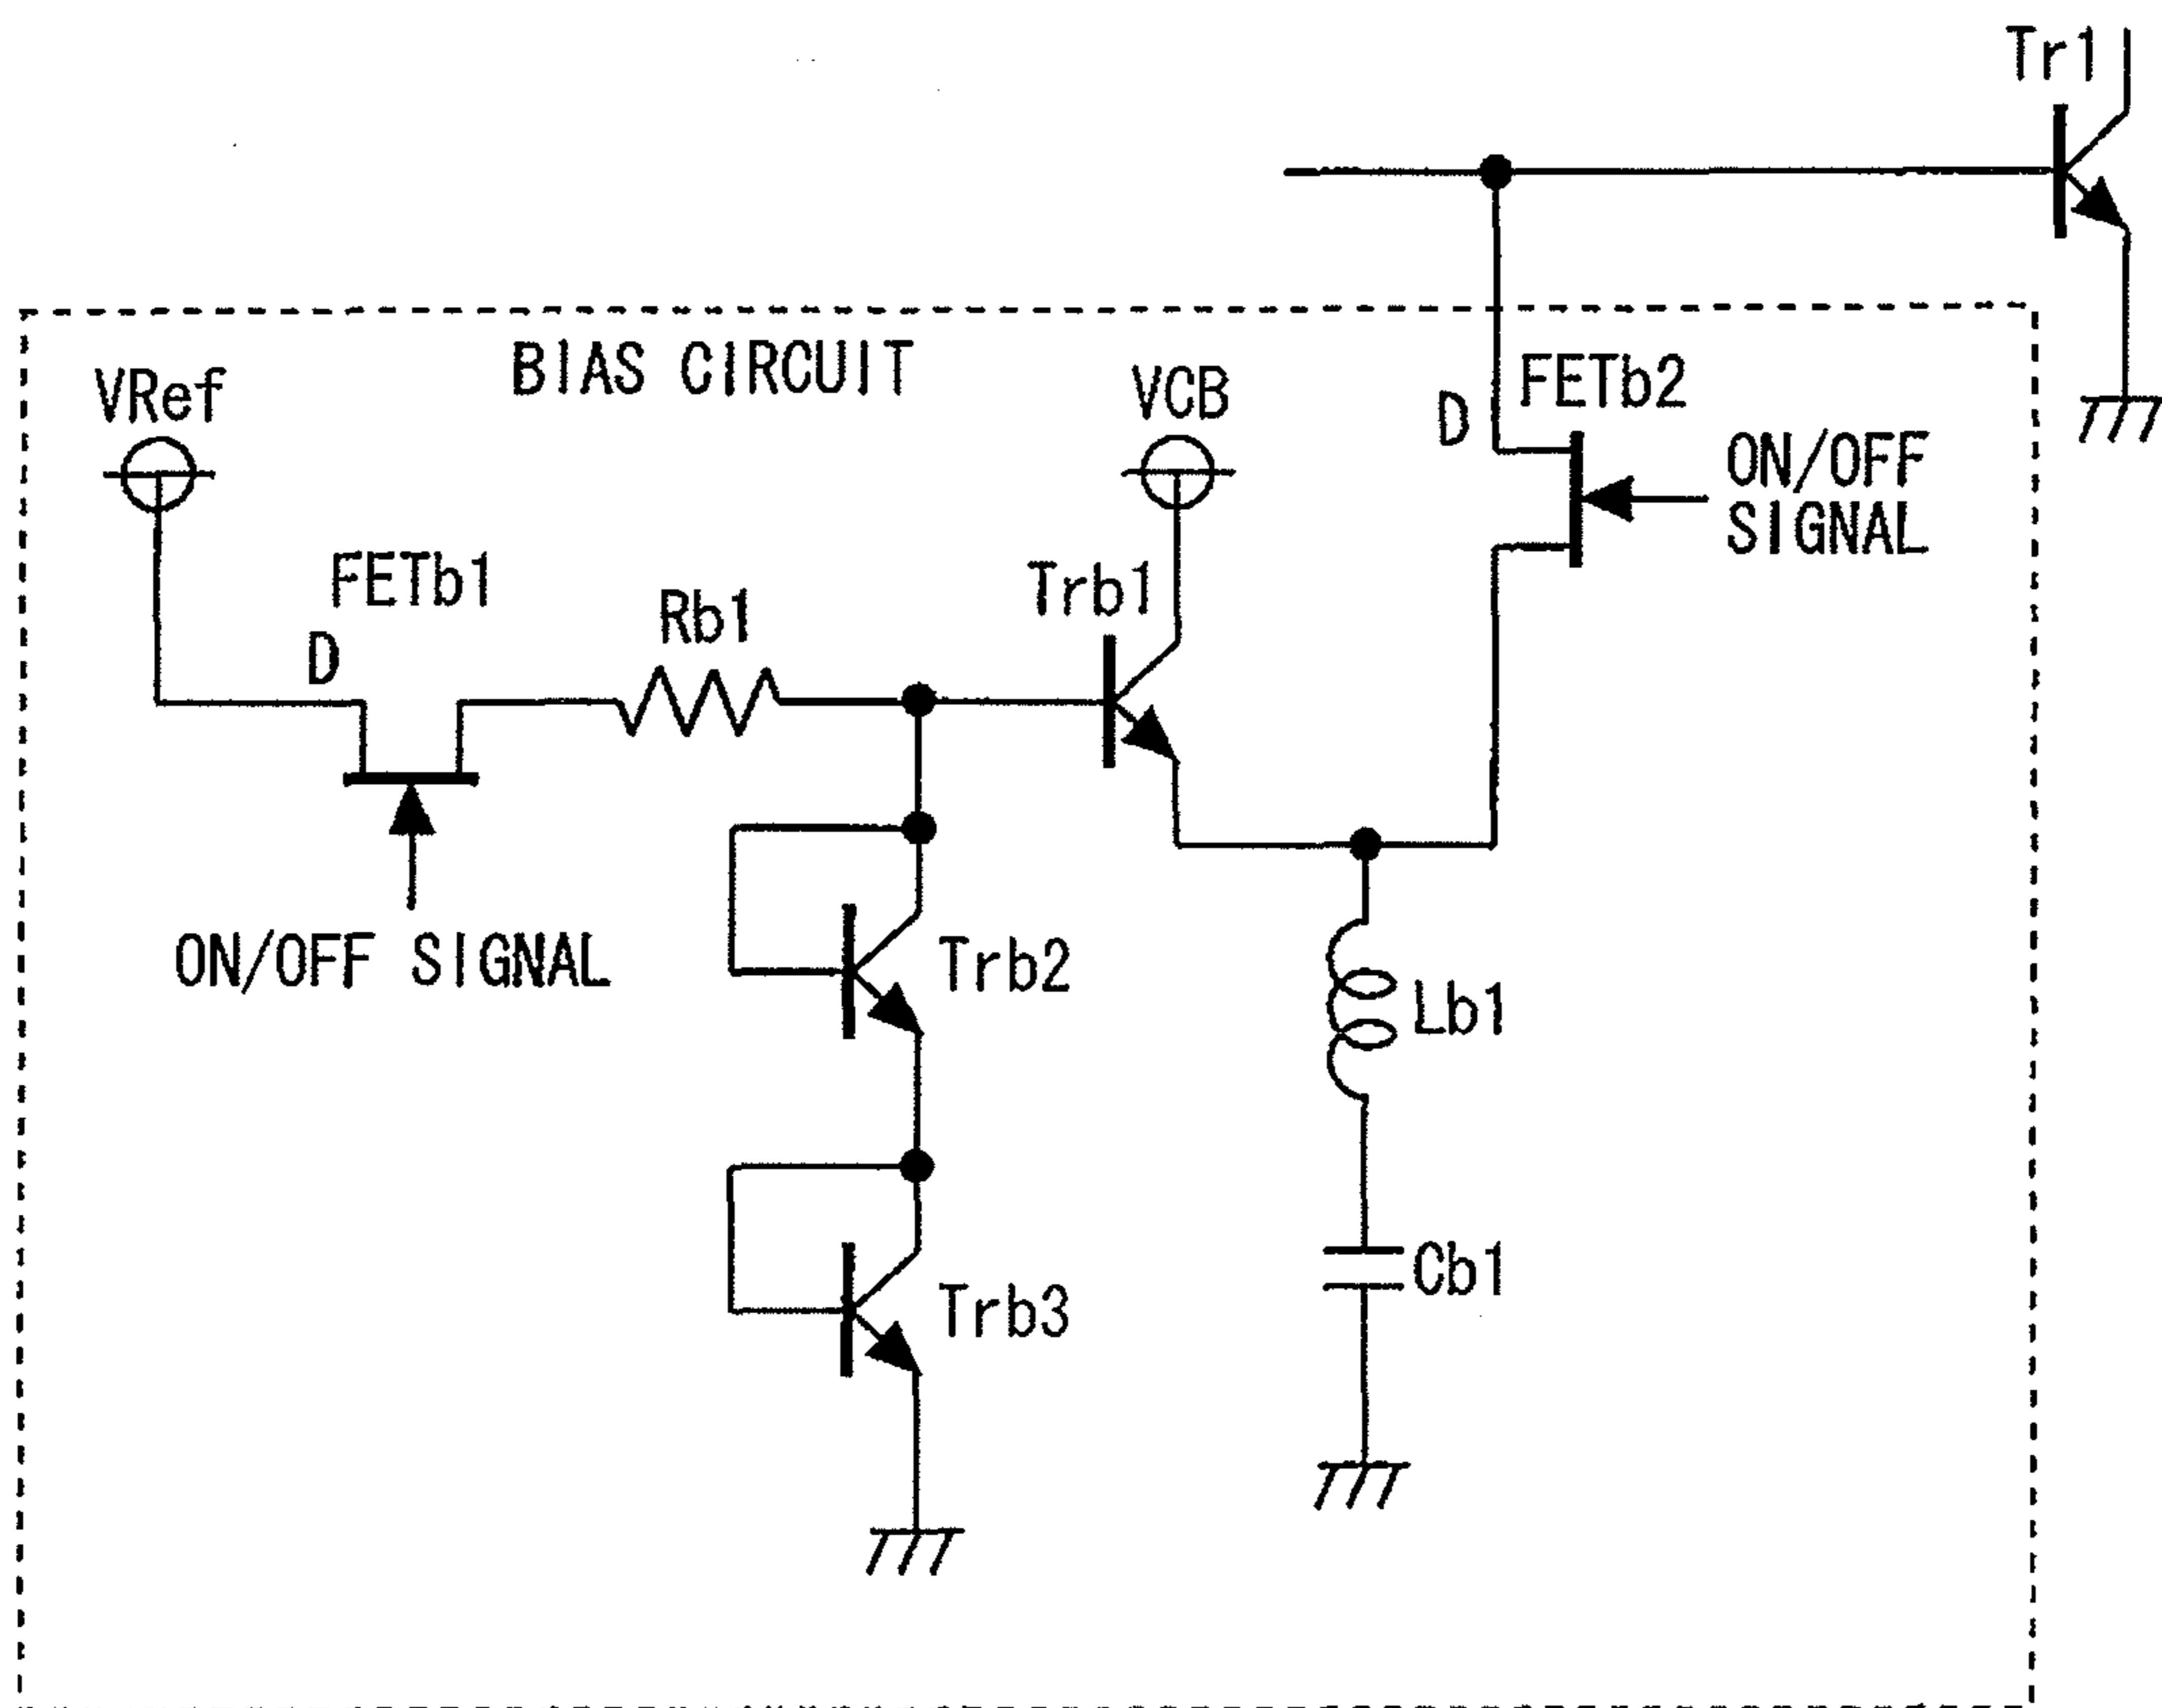 Tr1
BIAS CIRCUIT
VRef
VCB
D
FETb2
ON/OFF
SIGNAL
FETb1
Rb1
Trb1
D
ON/OFF SIGNAL
Trb2
Lb1
Cb1
Trb3